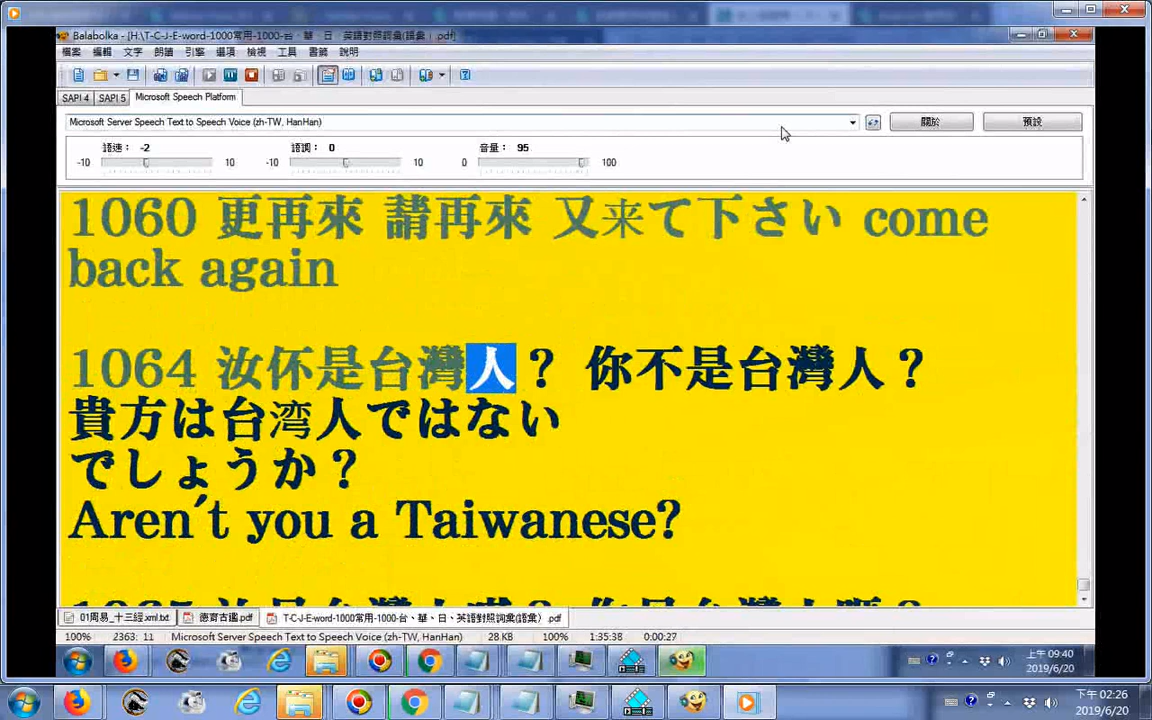 Balabolka - [H:\T-C-J-E-word-1000常用-1000-台、華、日、英語對照詞彙(語彙).pdf]
檔案 編輯 文字 朗讀 引擎 選項 檢視 工具 書籤 說明
SAPI 4 SAPI 5 Microsoft Speech Platform
Microsoft Server Speech Text to Speech Voice (zh-TW, HanHan) 關於 預設
語速： -2 語調： 0 音量： 95
-10 10 -10 10 0 100
1060 更再來 請再來 又来て下さい come
back again
1064 汝伓是台灣人？ 你不是台灣人？
貴方は台湾人ではない
でしょうか？
Aren't you a Taiwanese?
01周易_十三經.xml.txt 德育古鑑.pdf T-C-J-E-word-1000常用-1000-台、華、日、英語對照詞彙(語彙).pdf
100% 2363: 11 Microsoft Server Speech Text to Speech Voice (zh-TW, HanHan) 28 KB 100% 1:35:38 0:00:27
上午 09:40
2019/6/20
下午 02:26
2019/6/20